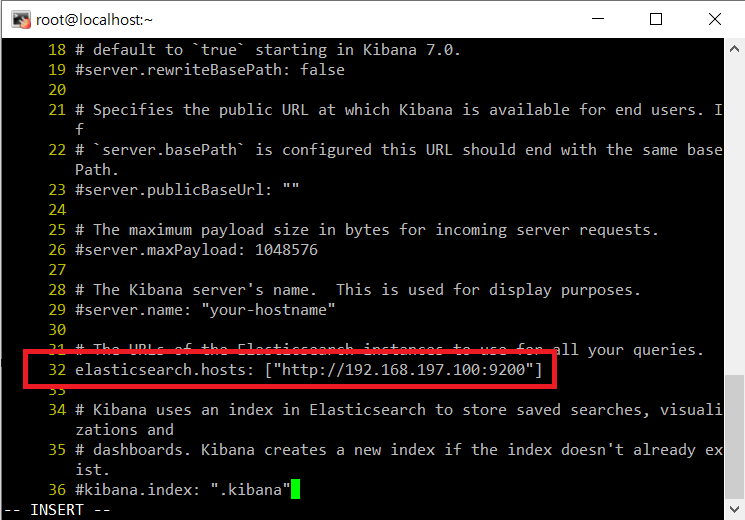 root@localhost:~
18 # default to `true` starting in Kibana 7.0.
19 #server.rewriteBasePath: false
20
21 # Specifies the public URL at which Kibana is available for end users. I
f
22 # `server.basePath` is configured this URL should end with the same base
Path.
23 #server.publicBaseUrl: ""
24
25 # The maximum payload size in bytes for incoming server requests.
26 #server.maxPayload: 1048576
27
28 # The Kibana server's name.  This is used for display purposes.
29 #server.name: "your-hostname"
30
31 # The URLs of the Elasticsearch instances to use for all your queries.
32 elasticsearch.hosts: ["http://192.168.197.100:9200"]
33
34 # Kibana uses an index in Elasticsearch to store saved searches, visuali
zations and
35 # dashboards. Kibana creates a new index if the index doesn't already ex
ist.
36 #kibana.index: ".kibana"
-- INSERT --